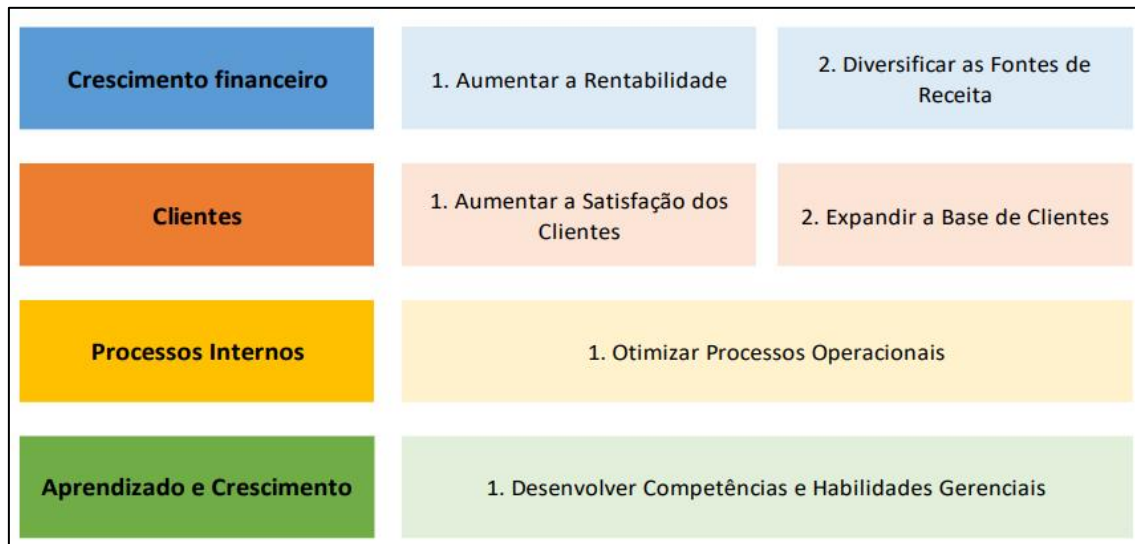 Crescimento financeiro
1. Aumentar a Rentabilidade
2. Diversificar as Fontes de
Receita
Clientes
1. Aumentar a Satisfação dos
Clientes
2. Expandir a Base de Clientes
Processos Internos
1. Otimizar Processos Operacionais
Aprendizado e Crescimento
1. Desenvolver Competências e Habilidades Gerenciais